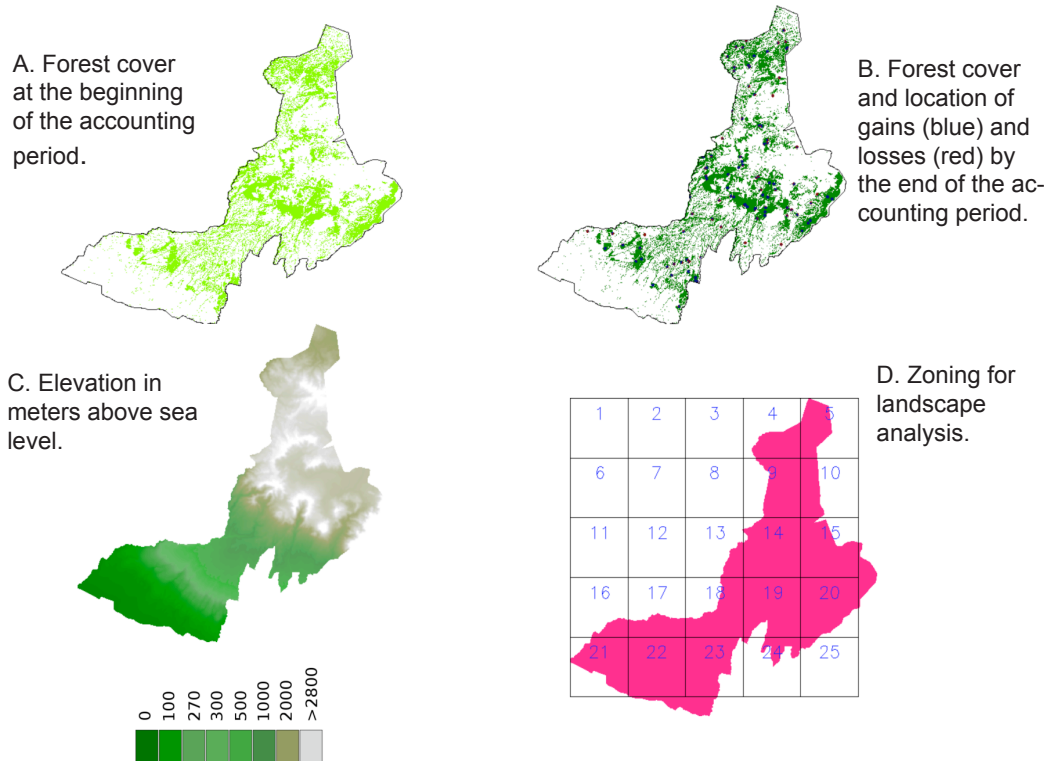 A. Forest cover
at the beginning
of the accounting
period.
B. Forest cover
and location of
gains (blue) and
losses (red) by
the end of the ac-
counting period.
C. Elevation in
meters above sea
level.
0
100
270
300
500
1000
2000
>2800
D. Zoning for
landscape
analysis.
1 2 3 4 5
6 7 8 9 10
11 12 13 14 15
16 17 18 19 20
21 22 23 24 25